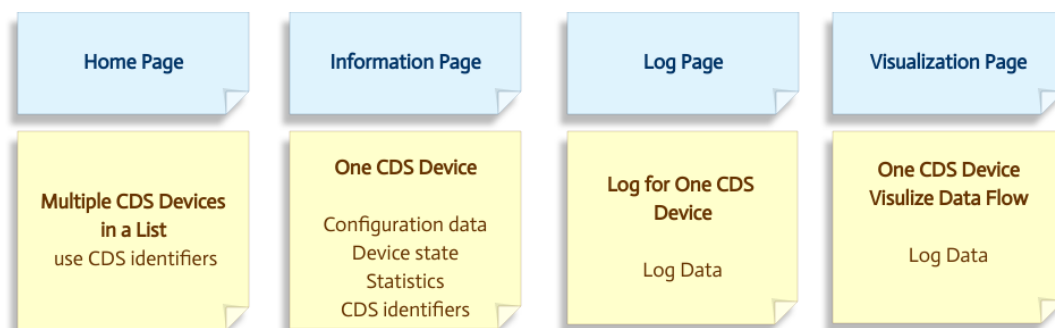 Home Page
Information Page
Log Page
Visualization Page
Multiple CDS Devices
in a List
use CDS identifiers
One CDS Device
Configuration data
Device state
Statistics
CDS identifiers
Log for One CDS
Device
Log Data
One CDS Device
Visulize Data Flow
Log Data